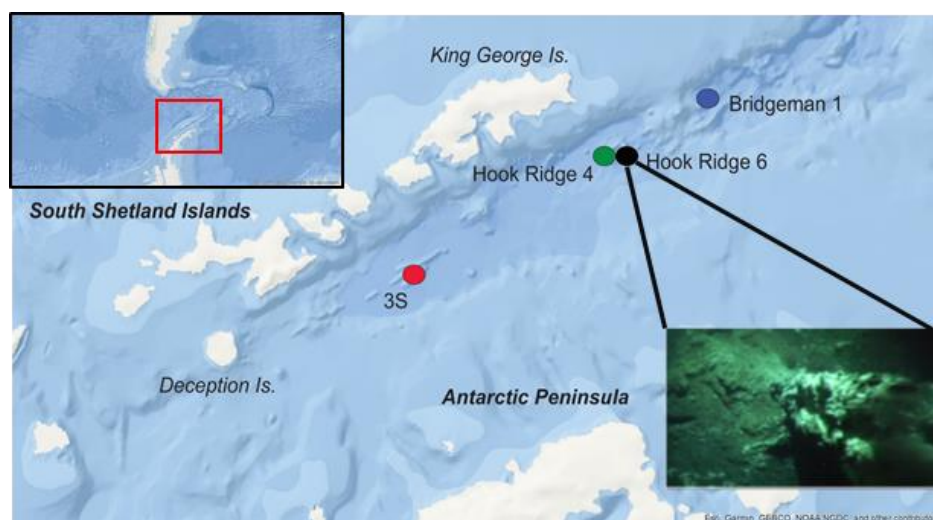 King George Is.
Bridgeman 1
Hook Ridge 4
Hook Ridge 6
South Shetland Islands
3S
Deception Is.
Antarctic Peninsula
Esri, Garmin, GEBCO, NOAA NGDC, and other contributors